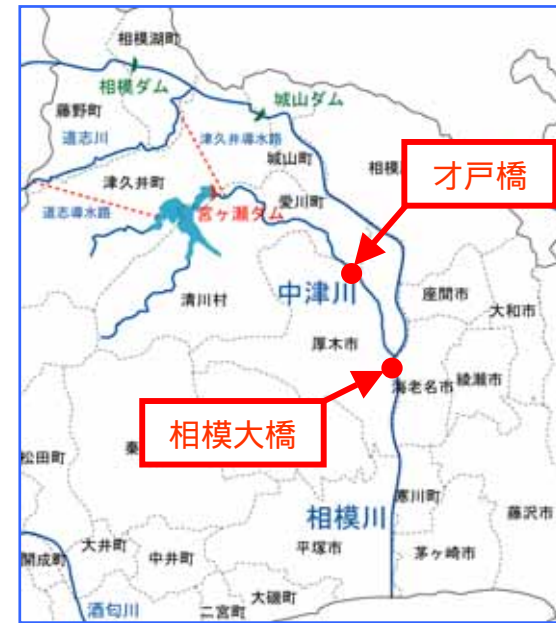 相模湖町
相模ダム
城山ダム
藤野町
道志川
津久井導水路
城山町
相模
才戸橋
津久井町
愛川町
道志導水路
宮ヶ瀬ダム
中津川
座間市
清川村
大和市
厚木市
海老名市
綾瀬市
相模大橋
秦
松田町
寒川町
相模川
藤沢市
大井町
中井町
平塚市
茅ヶ崎市
開成町
大磯町
酒匂川
二宮町